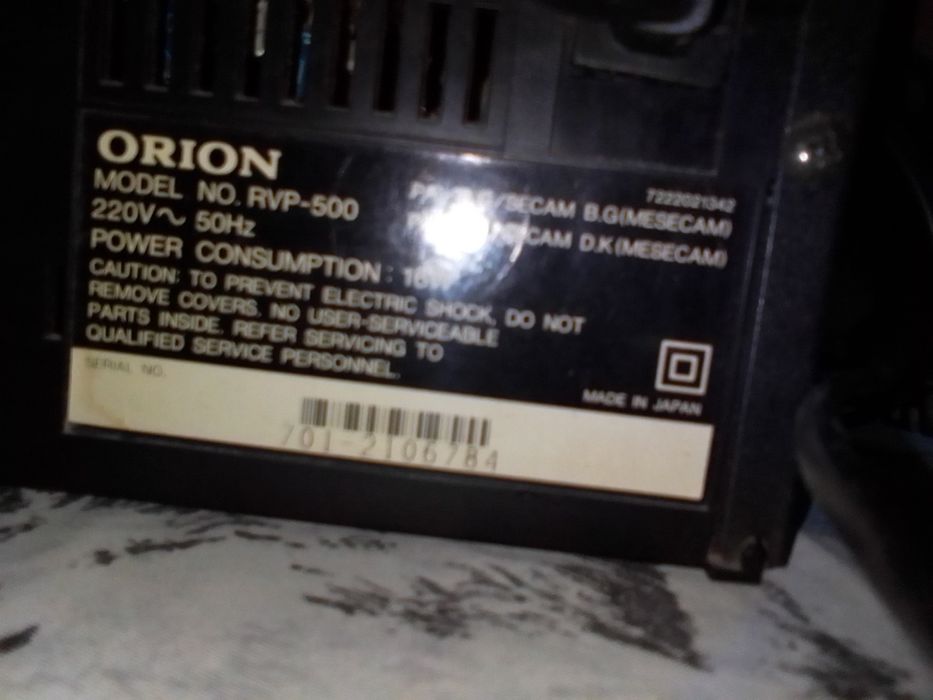 ORION
MODEL NO. RVP-500
220V~ 50Hz
POWER CONSUMPTION:
CAUTION: TO PREVENT ELECTRIC SHOCK, DO NOT
REMOVE COVERS. NO USER-SERVICEABLE
PARTS INSIDE. REFER SERVICING TO
QUALIFIED SERVICE PERSONNEL.
7222021342
/SECAM B.G(MESECAM)
D.K(MESECAM)
MADE IN JAPAN
SERIAL NO.
701-2106784